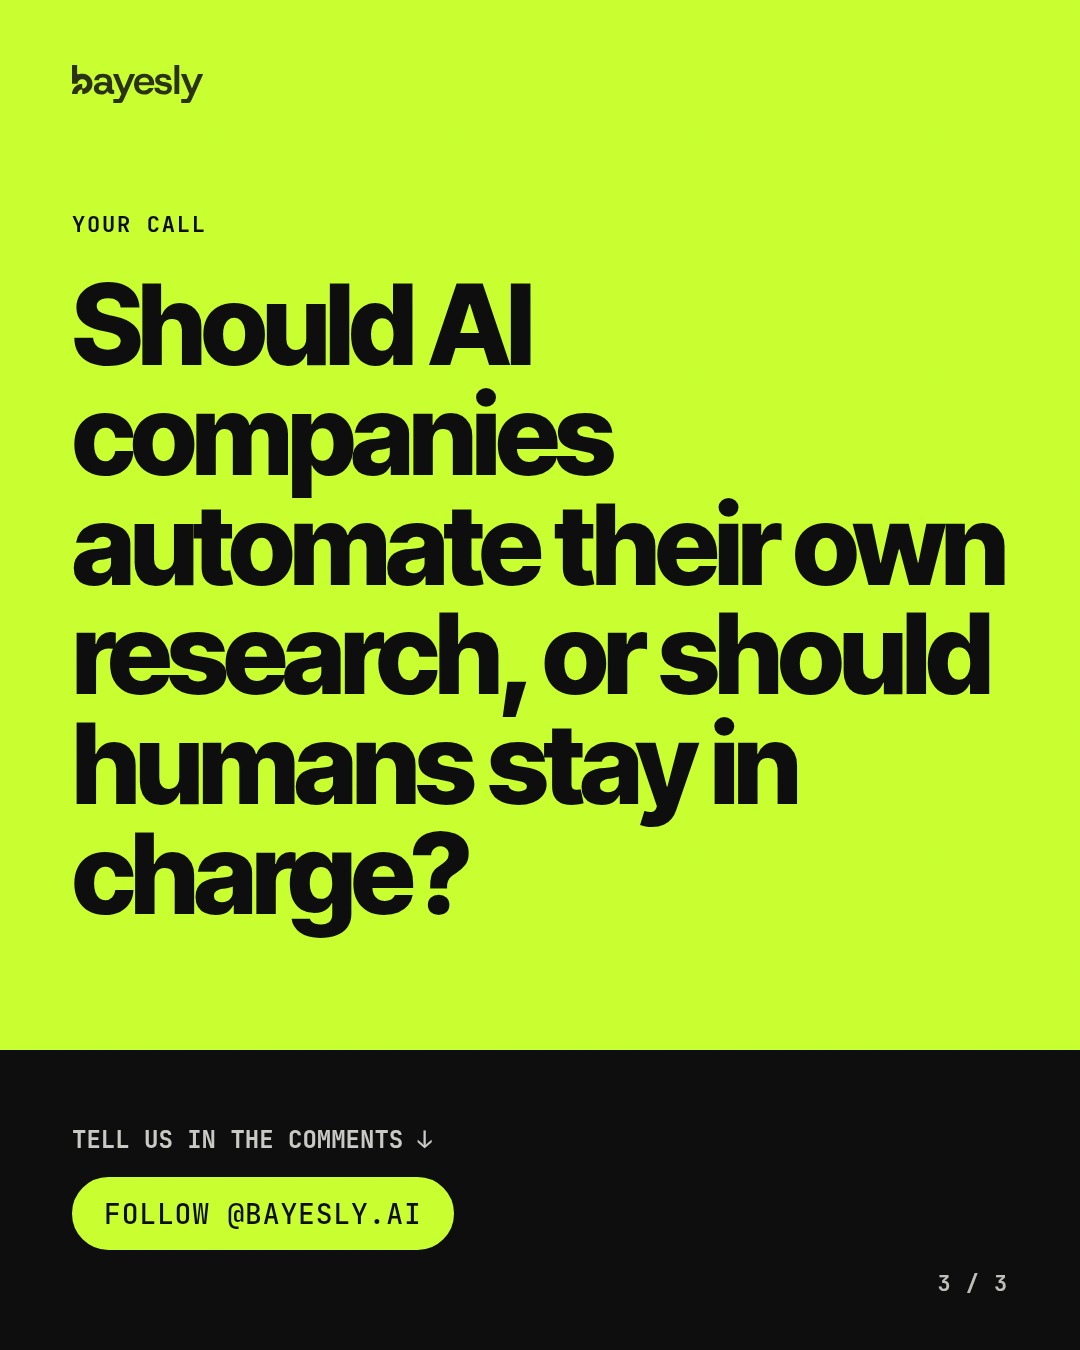 bayesly
YOUR CALL
Should AI
companies
automate their own
research, or should
humans stay in
charge?
TELL US IN THE COMMENTS ↓
FOLLOW @BAYESLY.AI
3 / 3